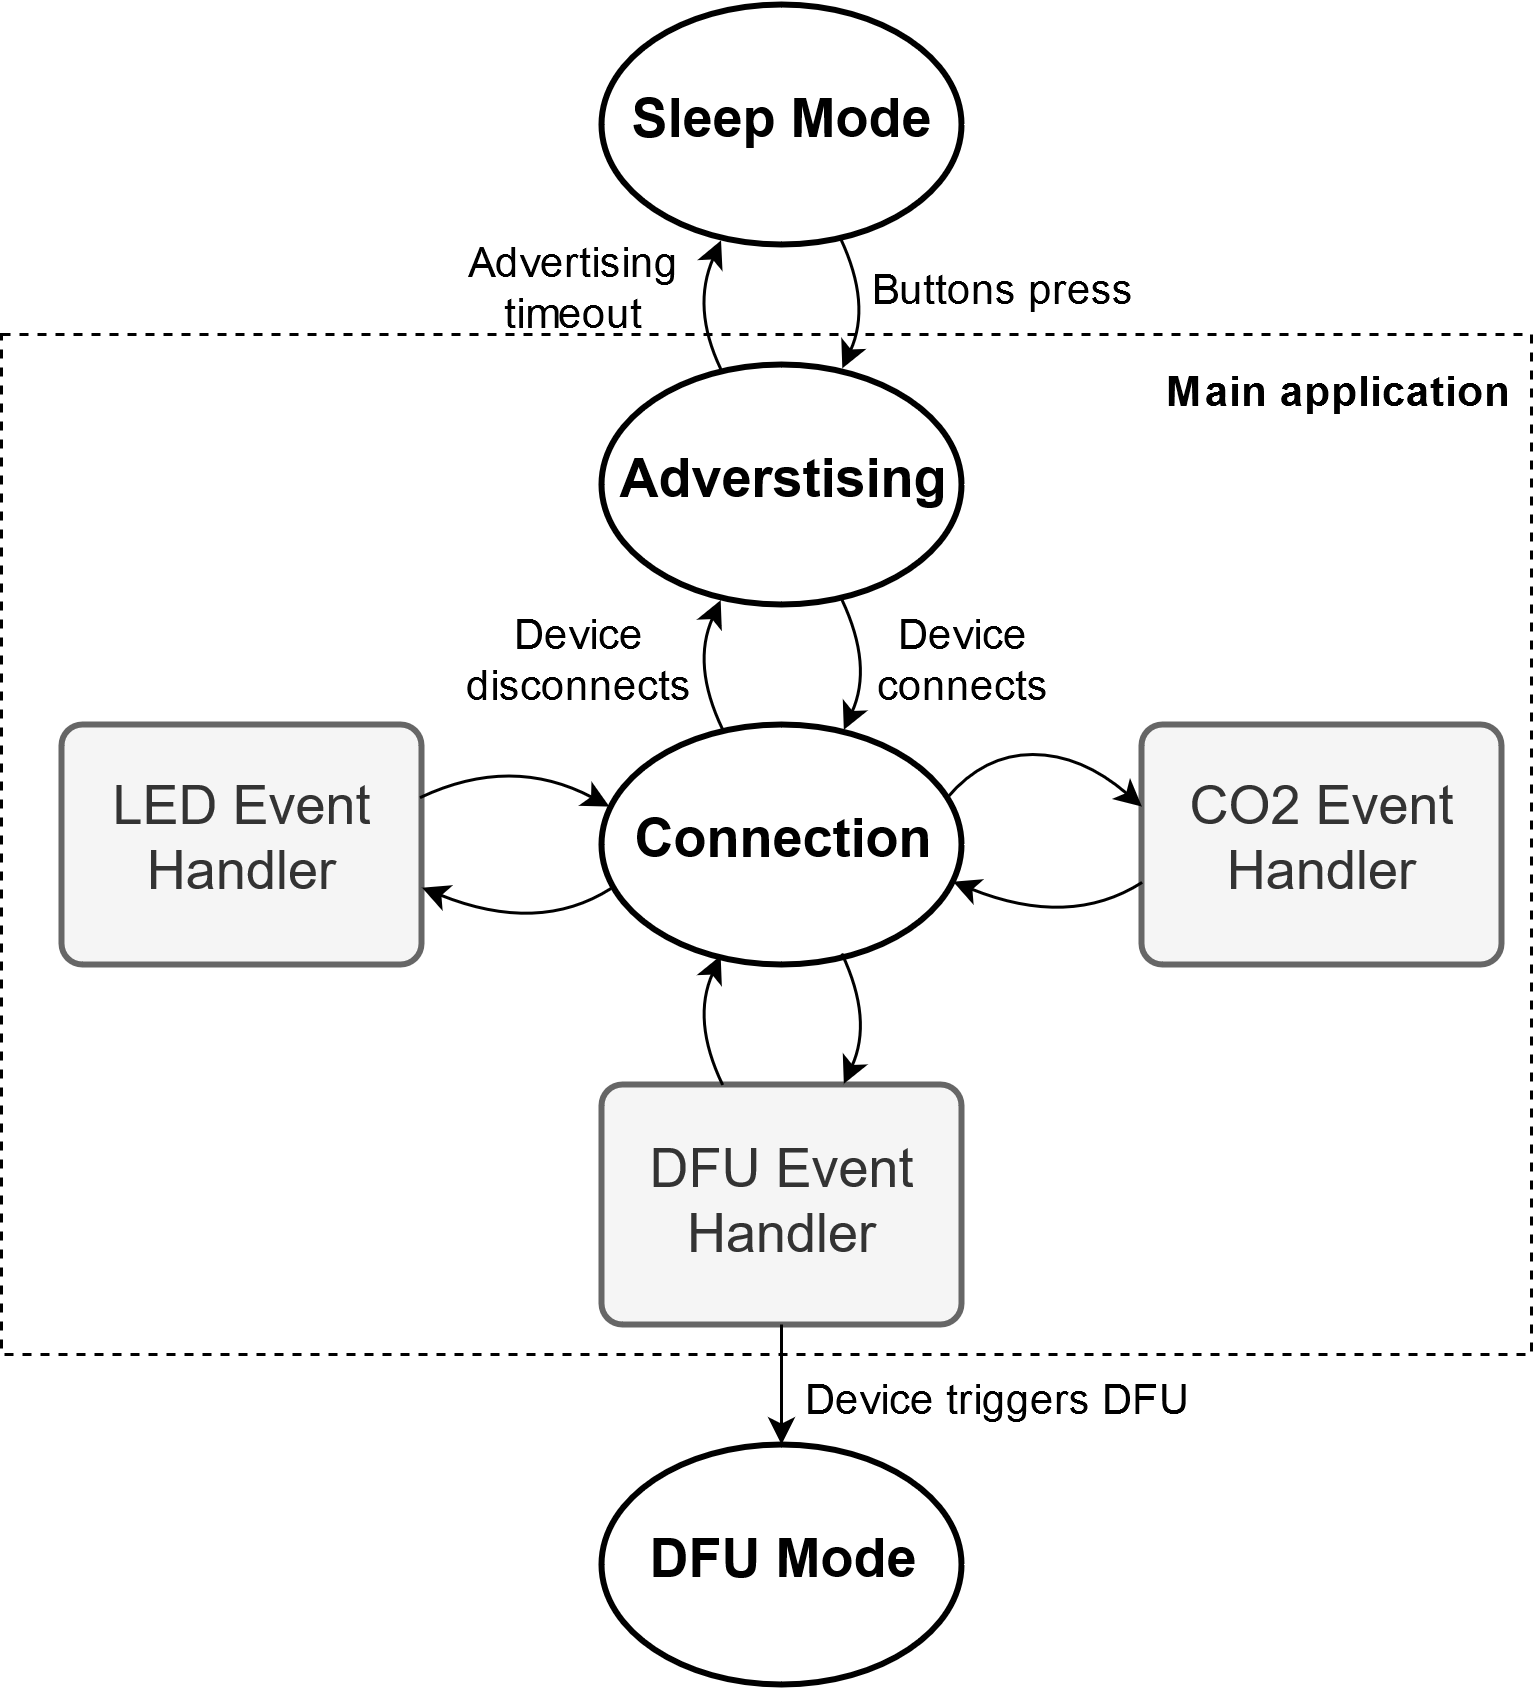 Sleep Mode
Advertising
timeout
Buttons press
Main application
Adverstising
Device
disconnects
Device
connects
LED Event
Handler
Connection
CO2 Event
Handler
DFU Event
Handler
Device triggers DFU
DFU Mode